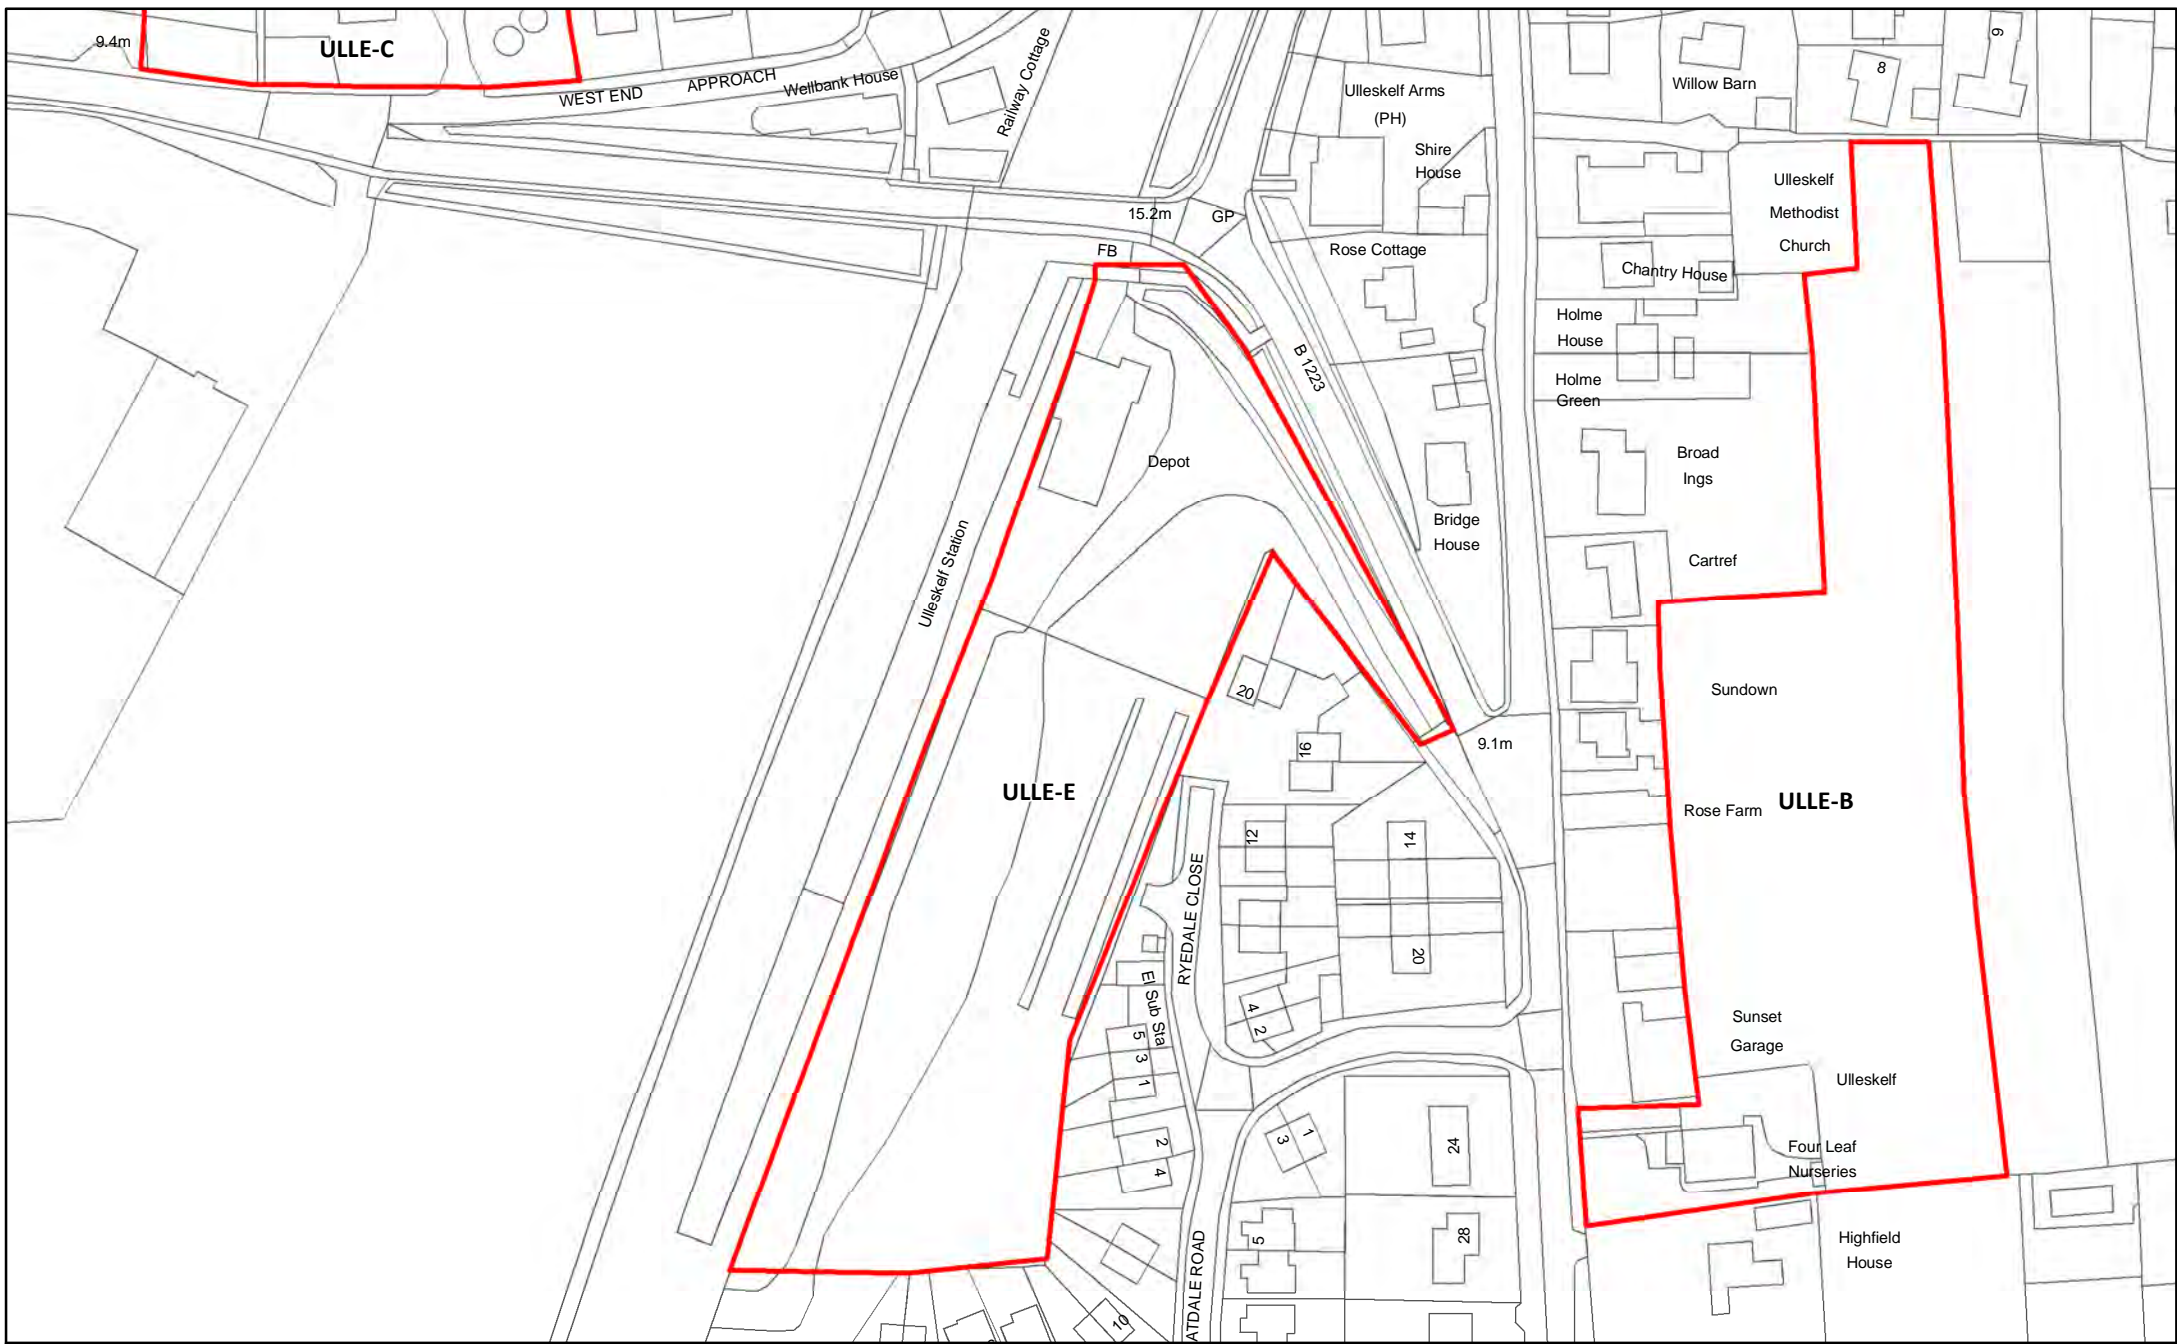 9.4m
ULLE-C
WEST END
APPROACH
Wellbank House
Railway Cottage
Ulleskelf Arms
(PH)
Shire
House
Willow Barn
8
9
Ulleskelf
Methodist
Church
15.2m
GP
FB
Rose Cottage
Chantry House
Holme
House
Holme
Green
B 1223
Depot
Broad
Ings
Bridge
House
Cartref
Ulleskelf Station
20
Sundown
16
9.1m
ULLE-E
Rose Farm
ULLE-B
12
14
RYEDALE CLOSE
20
El Sub Sta
4
2
5
3
1
Sunset
Garage
Ulleskelf
2
4
3
1
24
Four Leaf
Nurseries
ATDALE ROAD
5
28
Highfield
House
10